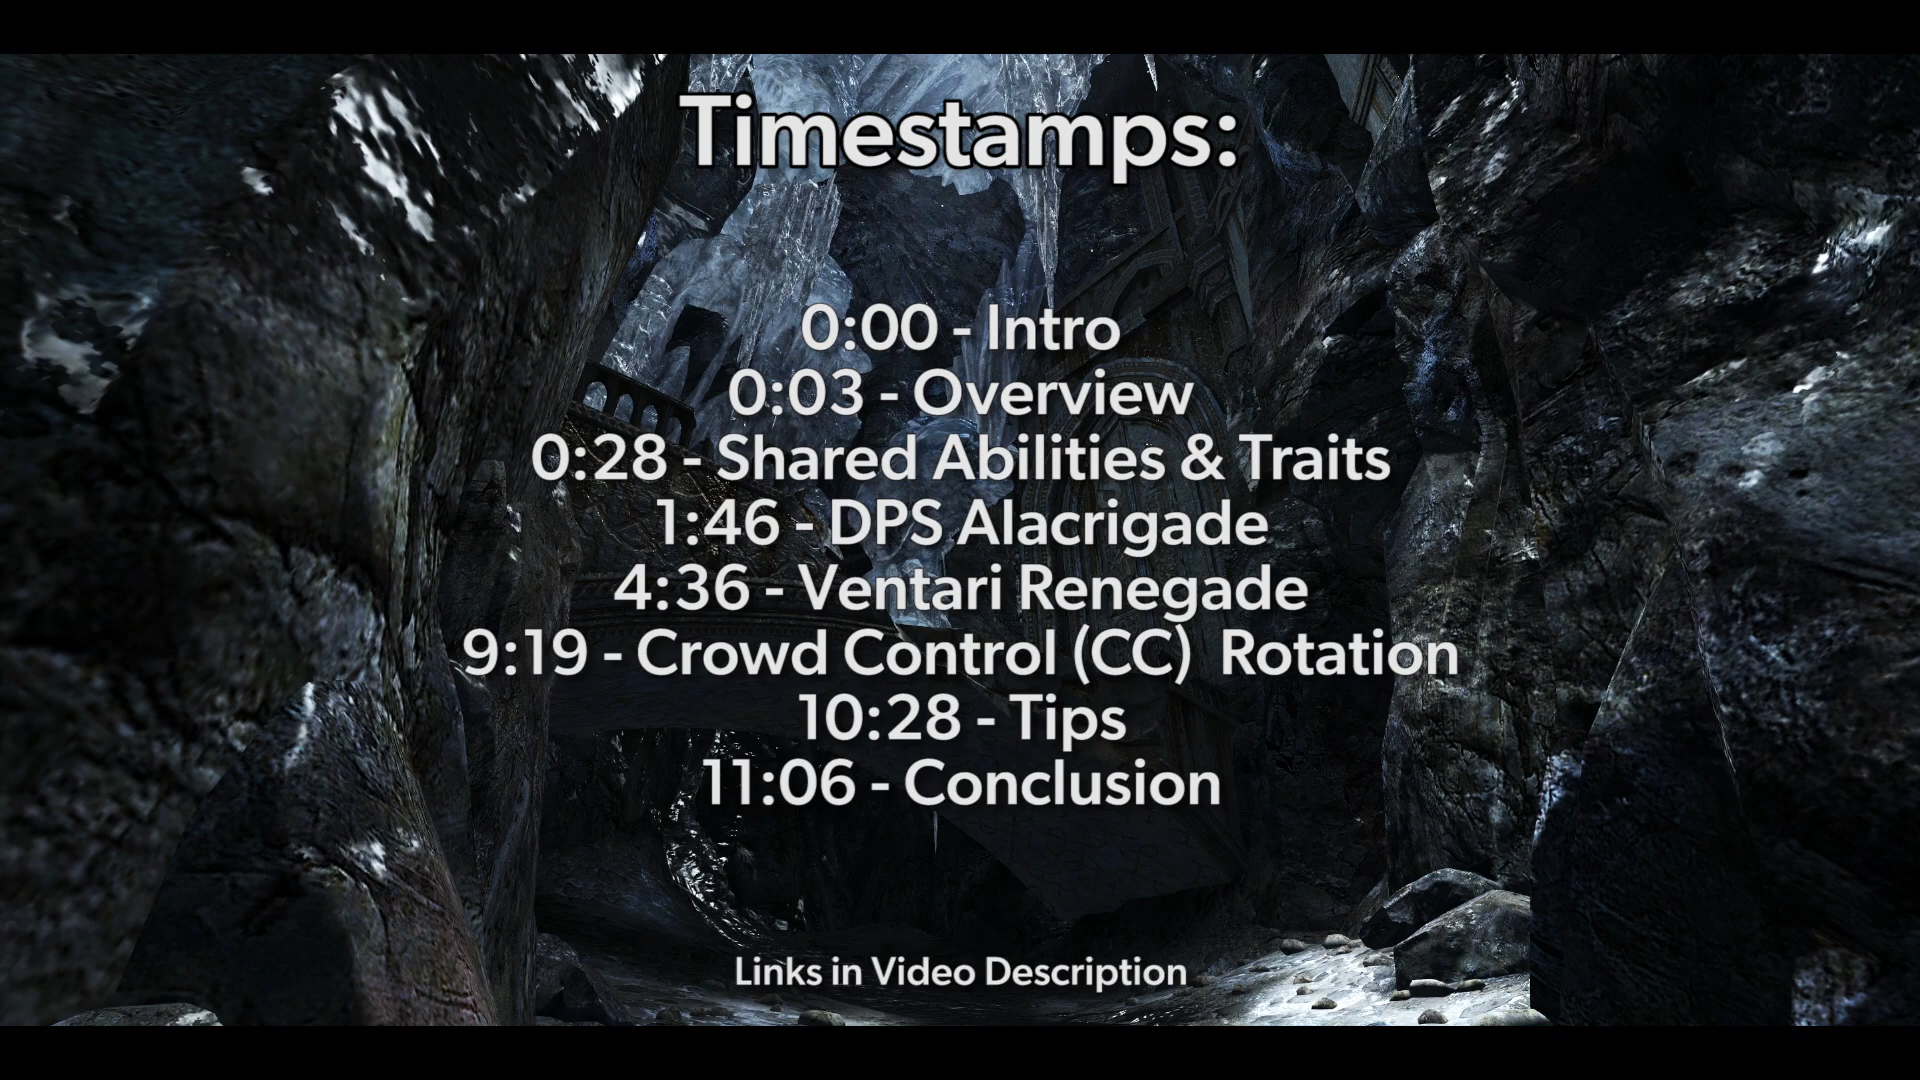 Timestamps:
0:00 - Intro
0:03 - Overview
0:28 - Shared Abilities & Traits
1:46 - DPS Alacrigade
4:36 - Ventari Renegade
9:19 - Crowd Control (CC)  Rotation
10:28 - Tips
11:06 - Conclusion
Links in Video Description